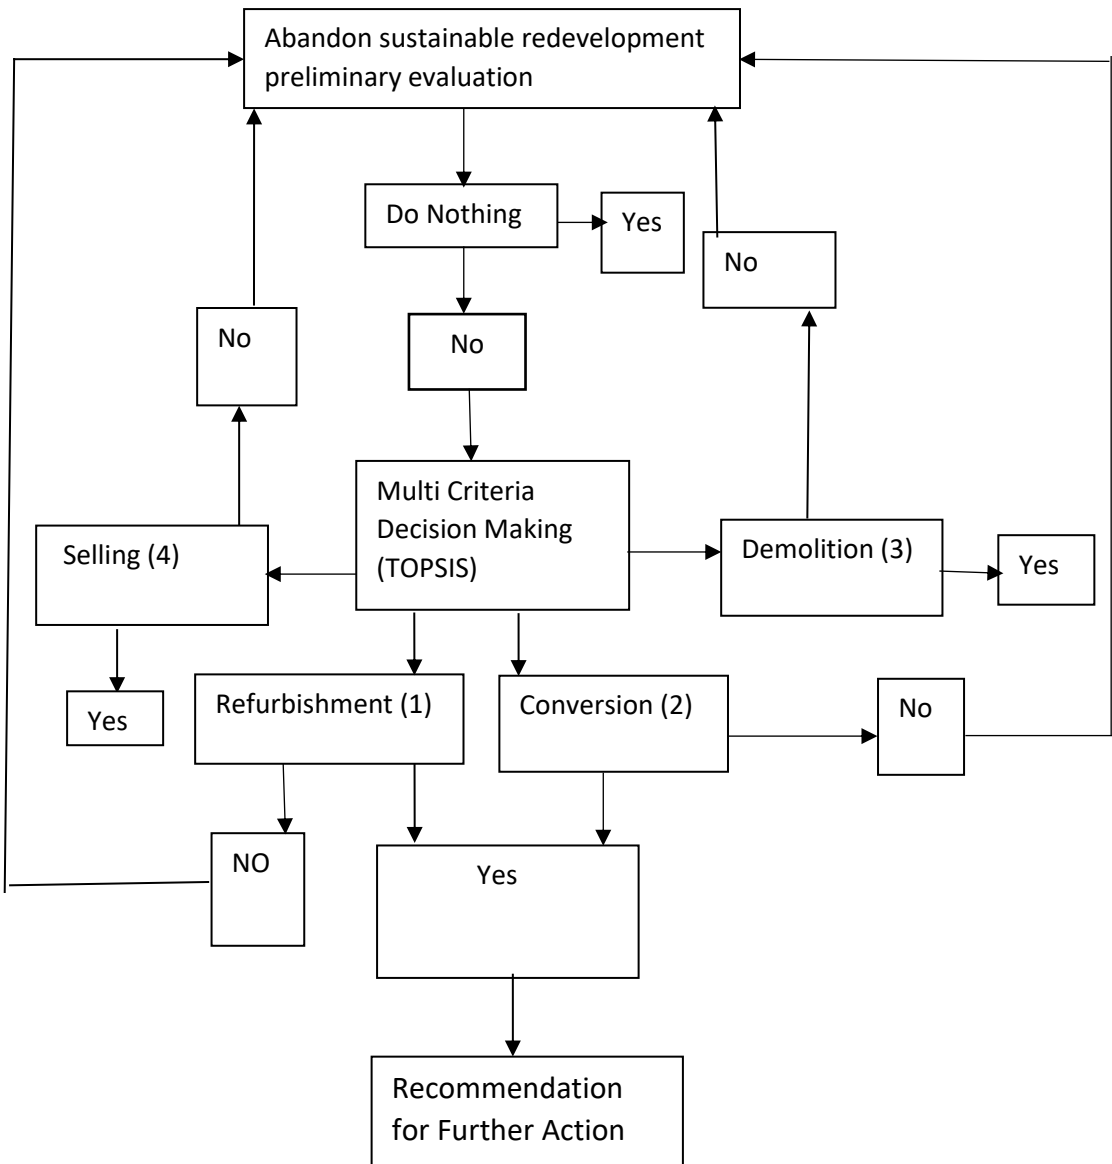 Abandon sustainable redevelopment
preliminary evaluation
Do Nothing
Yes
No
No
No
Multi Criteria
Decision Making
(TOPSIS)
Selling (4)
Demolition (3)
Yes
Refurbishment (1)
Conversion (2)
No
Yes
NO
Yes
Recommendation
for Further Action